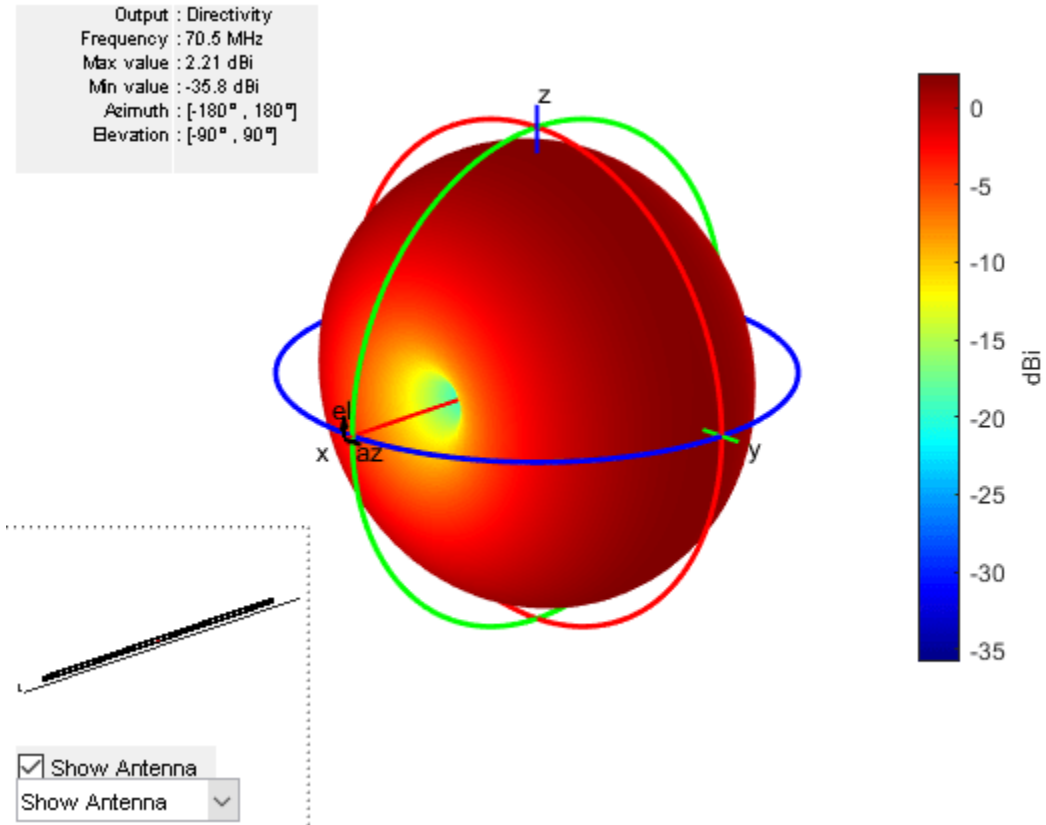 Output : Directivity
Frequency : 70.5 MHz
Max value : 2.21 dBi
Min value : -35.8 dBi
Azimuth : [-180° , 180°]
Elevation : [-90° , 90°]
z
el
x az
y
0
-5
-10
-15
-20
-25
-30
-35
dBi
Show Antenna
Show Antenna